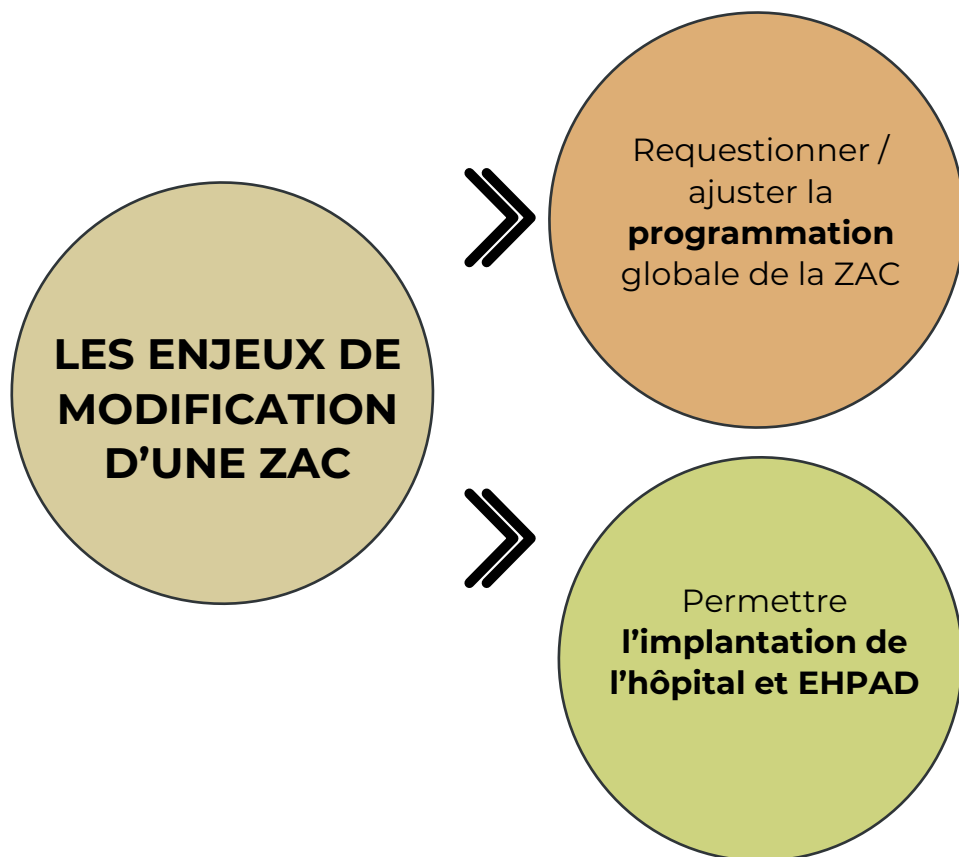 LES ENJEUX DE
MODIFICATION
D’UNE ZAC
Requestionner /
ajuster la
programmation
globale de la ZAC
Permettre
l’implantation de
l’hôpital et EHPAD